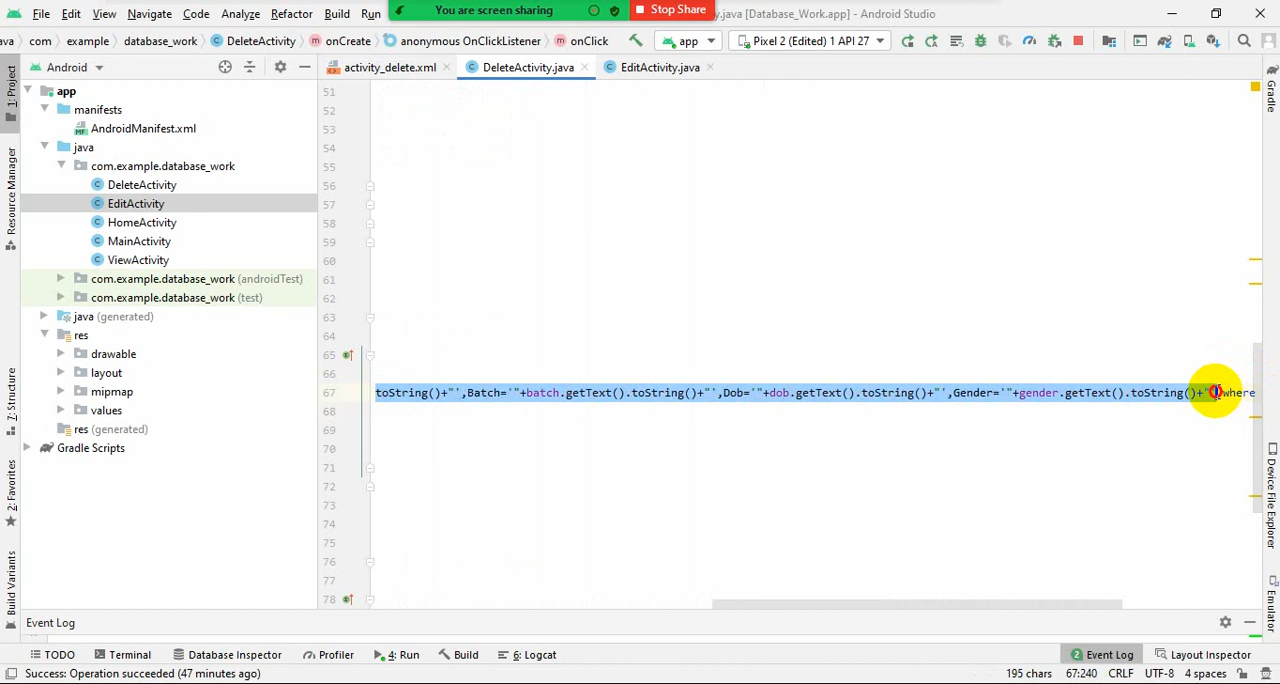 File Edit View Navigate Code Analyze Refactor Build Run
You are screen sharing
Stop Share
y.java [Database_Work.app] - Android Studio
ava com example database_work DeleteActivity onCreate anonymous OnClickListener onClick
app
Pixel 2 (Edited) 1 API 27
Android
activity_delete.xml
DeleteActivity.java
EditActivity.java
app
manifests
AndroidManifest.xml
java
com.example.database_work
DeleteActivity
EditActivity
HomeActivity
MainActivity
ViewActivity
com.example.database_work (androidTest)
com.example.database_work (test)
java (generated)
res
drawable
layout
mipmap
values
res (generated)
Gradle Scripts
51
52
53
54
55
56
57
58
59
60
61
62
63
64
65
66
67 toString()+"',Batch='"+batch.getText().toString()+"',Dob='"+dob.getText().toString()+"',Gender='"+gender.getText().toString()+" where
68
69
70
71
72
73
74
75
76
77
78
1: Project
Resource Manager
Z: Structure
2: Favorites
Build Variants
Gradle
Device File Explorer
Emulator
Event Log
TODO Terminal Database Inspector Profiler 4: Run Build 6: Logcat
2 Event Log Layout Inspector
Success: Operation succeeded (47 minutes ago)
195 chars 67:240 CRLF UTF-8 4 spaces